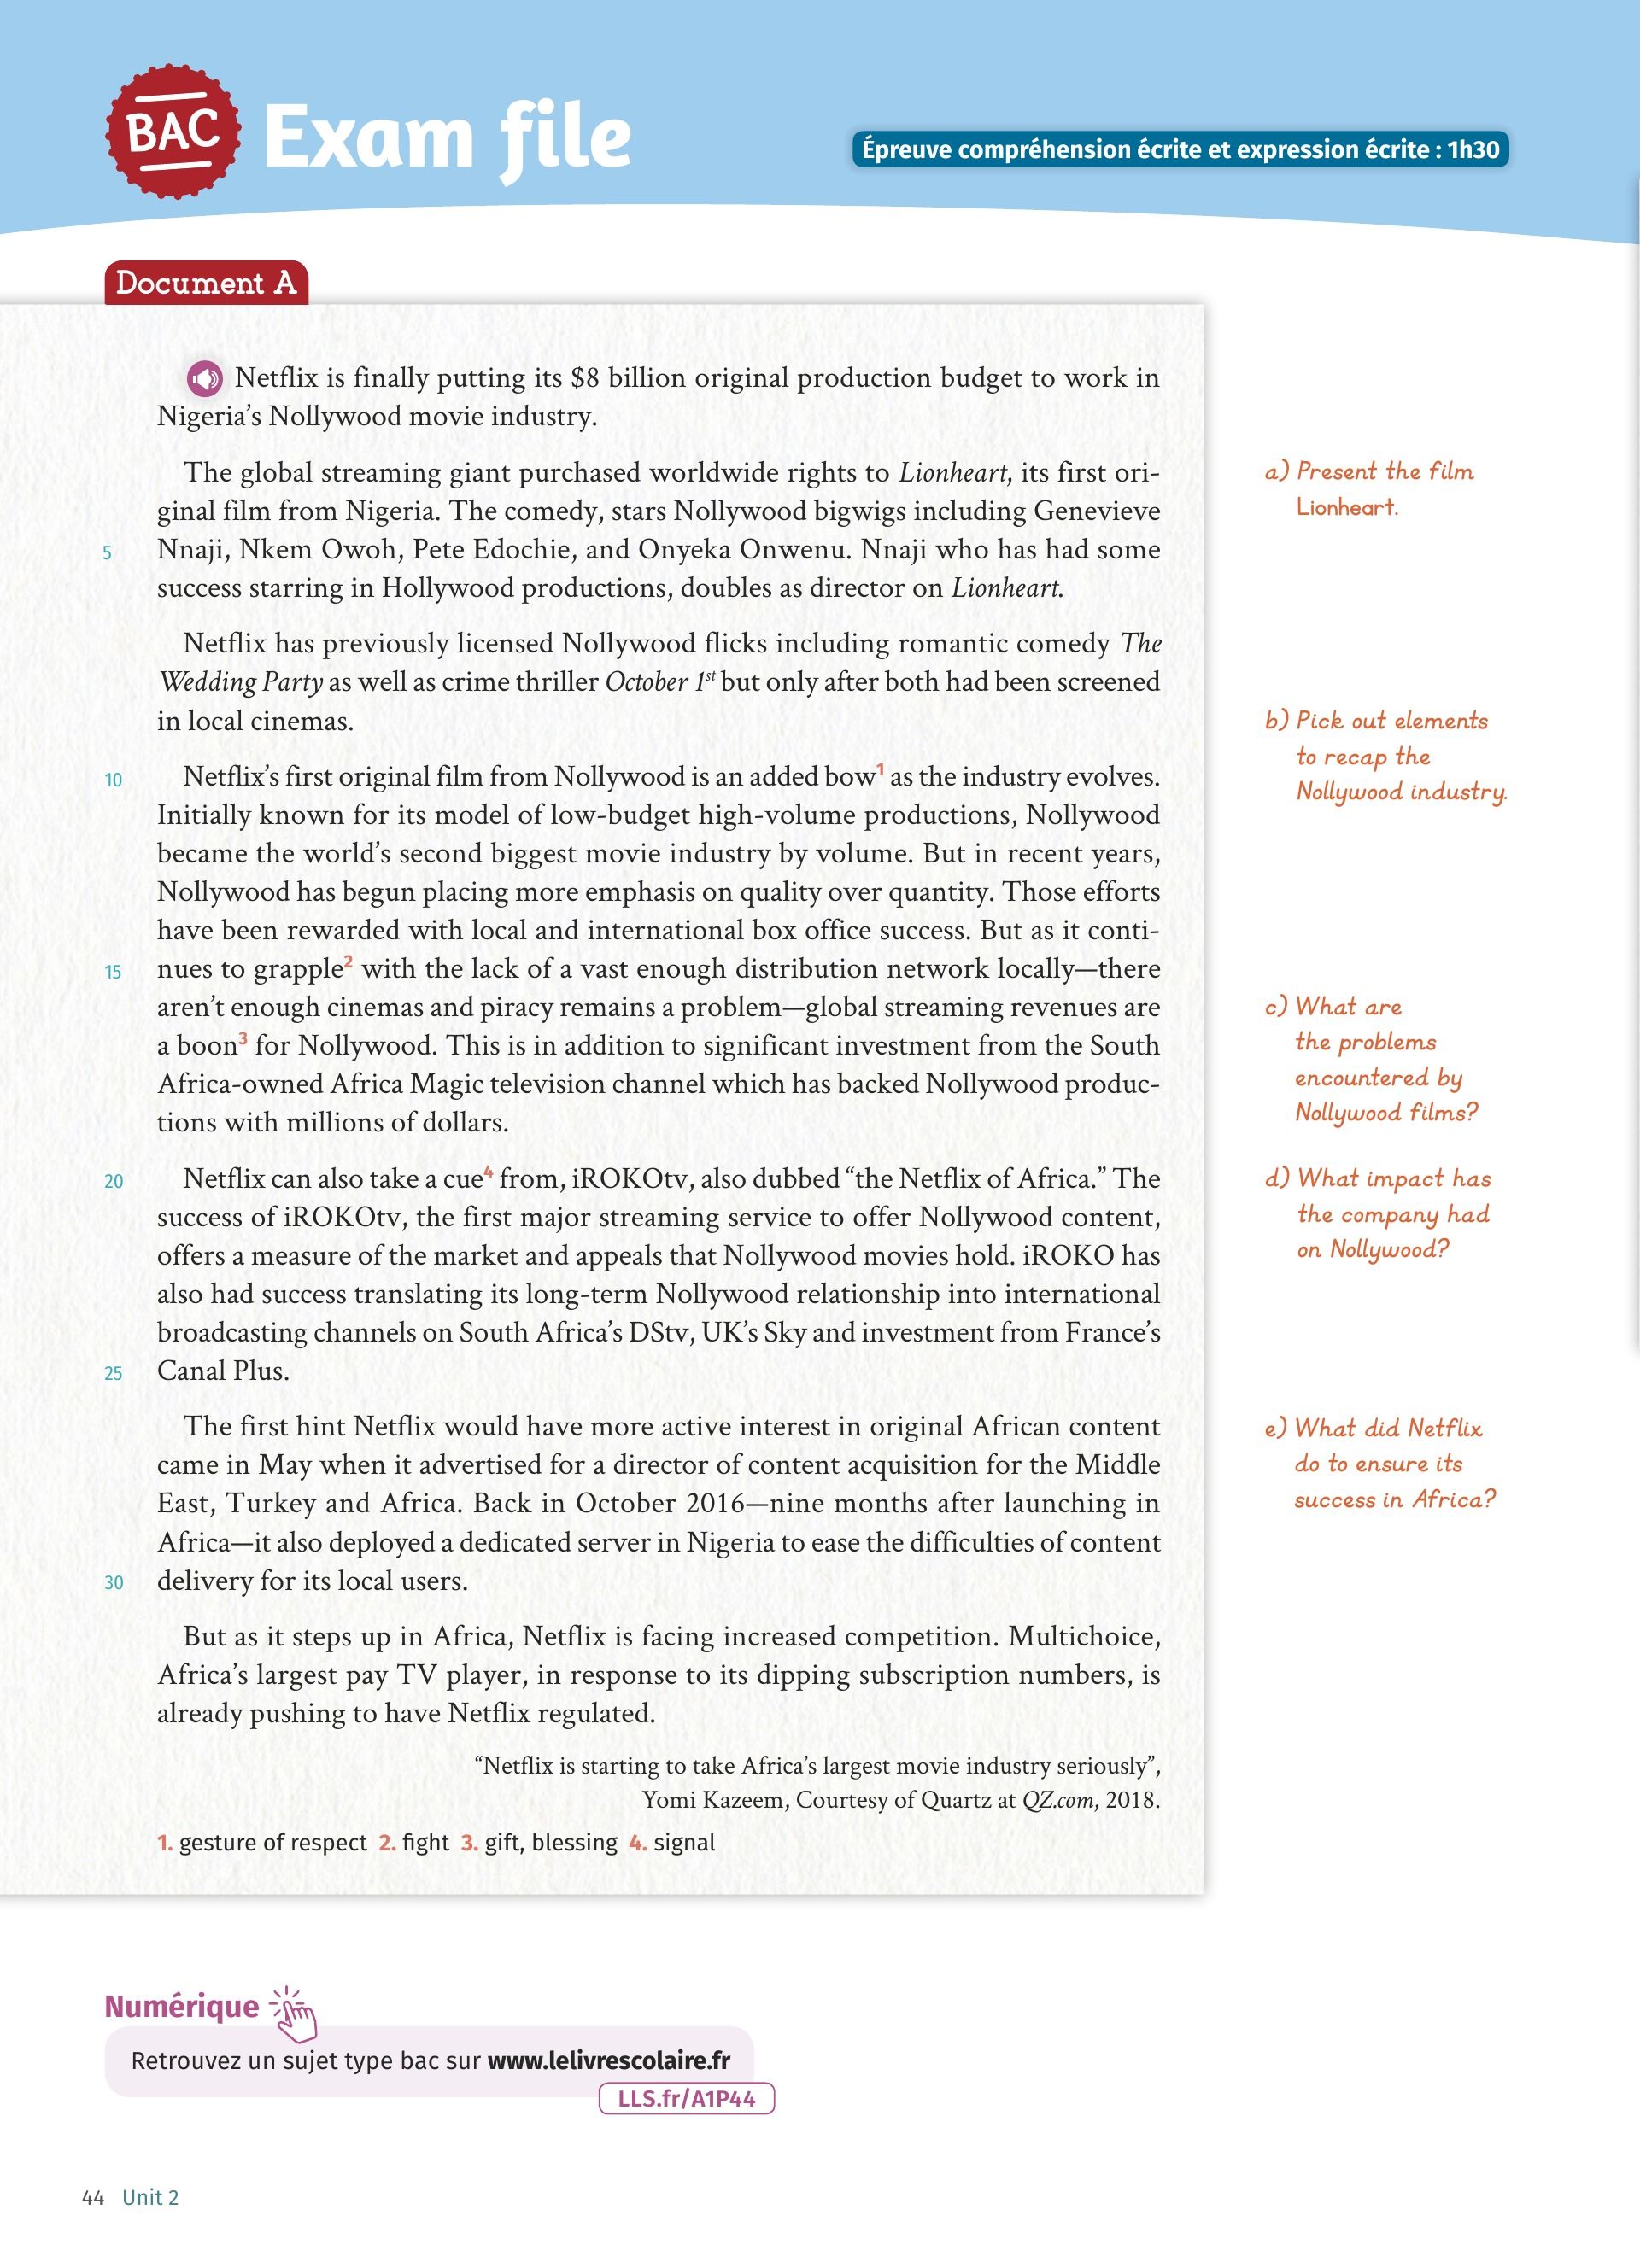 BAC
Exam file
Épreuve compréhension écrite et expression écrite : 1h30
Document A
Netflix is finally putting its $8 billion original production budget to work in
Nigeria’s Nollywood movie industry.
The global streaming giant purchased worldwide rights to Lionheart, its first ori-
ginal film from Nigeria. The comedy, stars Nollywood bigwigs including Genevieve
5 Nnaji, Nkem Owoh, Pete Edochie, and Onyeka Onwenu. Nnaji who has had some
success starring in Hollywood productions, doubles as director on Lionheart.
Netflix has previously licensed Nollywood flicks including romantic comedy The
Wedding Party as well as crime thriller October 1st but only after both had been screened
in local cinemas.
10 Netflix’s first original film from Nollywood is an added bow1 as the industry evolves.
Initially known for its model of low-budget high-volume productions, Nollywood
became the world’s second biggest movie industry by volume. But in recent years,
Nollywood has begun placing more emphasis on quality over quantity. Those efforts
have been rewarded with local and international box office success. But as it conti-
15 nues to grapple2 with the lack of a vast enough distribution network locally—there
aren’t enough cinemas and piracy remains a problem—global streaming revenues are
a boon3 for Nollywood. This is in addition to significant investment from the South
Africa-owned Africa Magic television channel which has backed Nollywood produc-
tions with millions of dollars.
20 Netflix can also take a cue4 from, iROKOtv, also dubbed “the Netflix of Africa.” The
success of iROKOtv, the first major streaming service to offer Nollywood content,
offers a measure of the market and appeals that Nollywood movies hold. iROKO has
also had success translating its long-term Nollywood relationship into international
broadcasting channels on South Africa’s DStv, UK’s Sky and investment from France’s
25 Canal Plus.
The first hint Netflix would have more active interest in original African content
came in May when it advertised for a director of content acquisition for the Middle
East, Turkey and Africa. Back in October 2016—nine months after launching in
Africa—it also deployed a dedicated server in Nigeria to ease the difficulties of content
30 delivery for its local users.
But as it steps up in Africa, Netflix is facing increased competition. Multichoice,
Africa’s largest pay TV player, in response to its dipping subscription numbers, is
already pushing to have Netflix regulated.
“Netflix is starting to take Africa’s largest movie industry seriously”,
Yomi Kazeem, Courtesy of Quartz at QZ.com, 2018.
1. gesture of respect 2. fight 3. gift, blessing 4. signal
a) Present the film
Lionheart.
b) Pick out elements
to recap the
Nollywood industry.
c) What are
the problems
encountered by
Nollywood films?
d) What impact has
the company had
on Nollywood?
e) What did Netflix
do to ensure its
success in Africa?
Numérique
Retrouvez un sujet type bac sur www.lelivrescolaire.fr
LLS.fr/A1P44
44 Unit 2